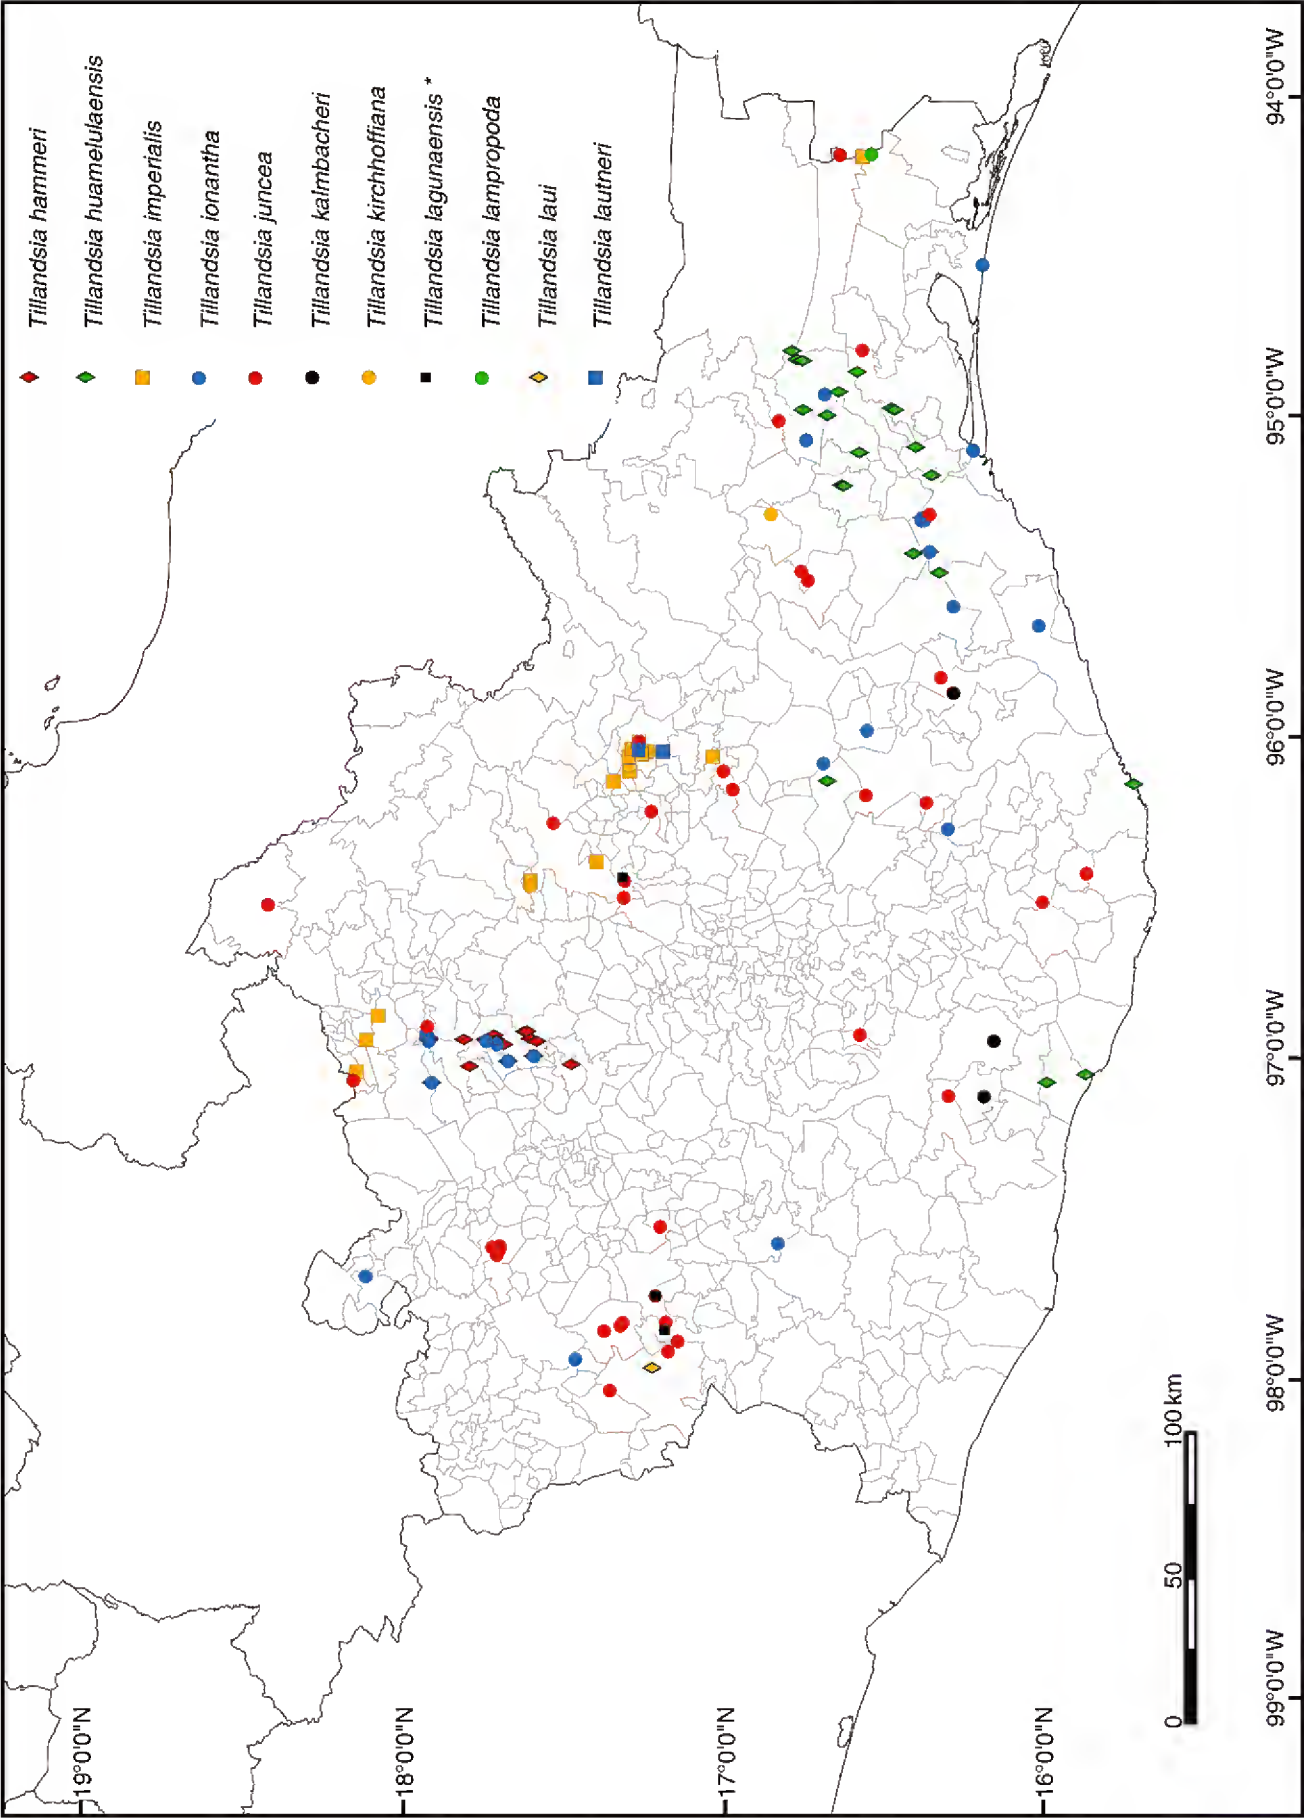 Tillandsia hammeri
Tillandsia huamelulaensis
Tillandsia imperialis
Tillandsia ionantha
Tillandsia juncea
Tillandsia kalmbacheri
Tillandsia kirchhoffiana
Tillandsia lagunaensis *
Tillandsia lampropoda
Tillandsia laui
Tillandsia lautneri
19°0'0"N
18°0'0"N
17°0'0"N
16°0'0"N
0 50 100 km
99°0'0"W 98°0'0"W 97°0'0"W 96°0'0"W 95°0'0"W 94°0'0"W